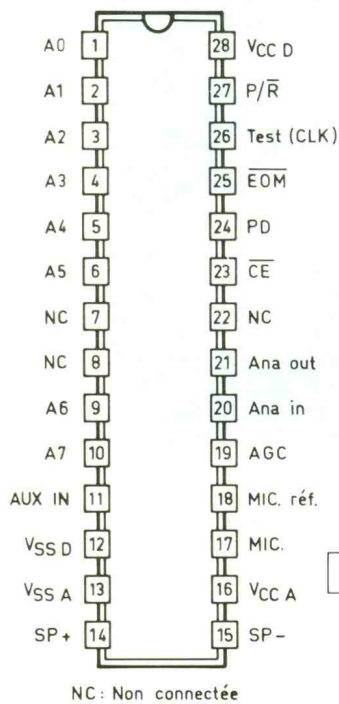 A0 1 28 VCC D
A1 2 27 P/R̅
A2 3 26 Test (CLK)
A3 4 25 E̅O̅M̅
A4 5 24 PD
A5 6 23 C̅E̅
NC 7 22 NC
NC 8 21 Ana out
A6 9 20 Ana in
A7 10 19 AGC
AUX IN 11 18 MIC. réf.
VSS D 12 17 MIC.
VSS A 13 16 VCC A
SP+ 14 15 SP-
NC : Non connectée